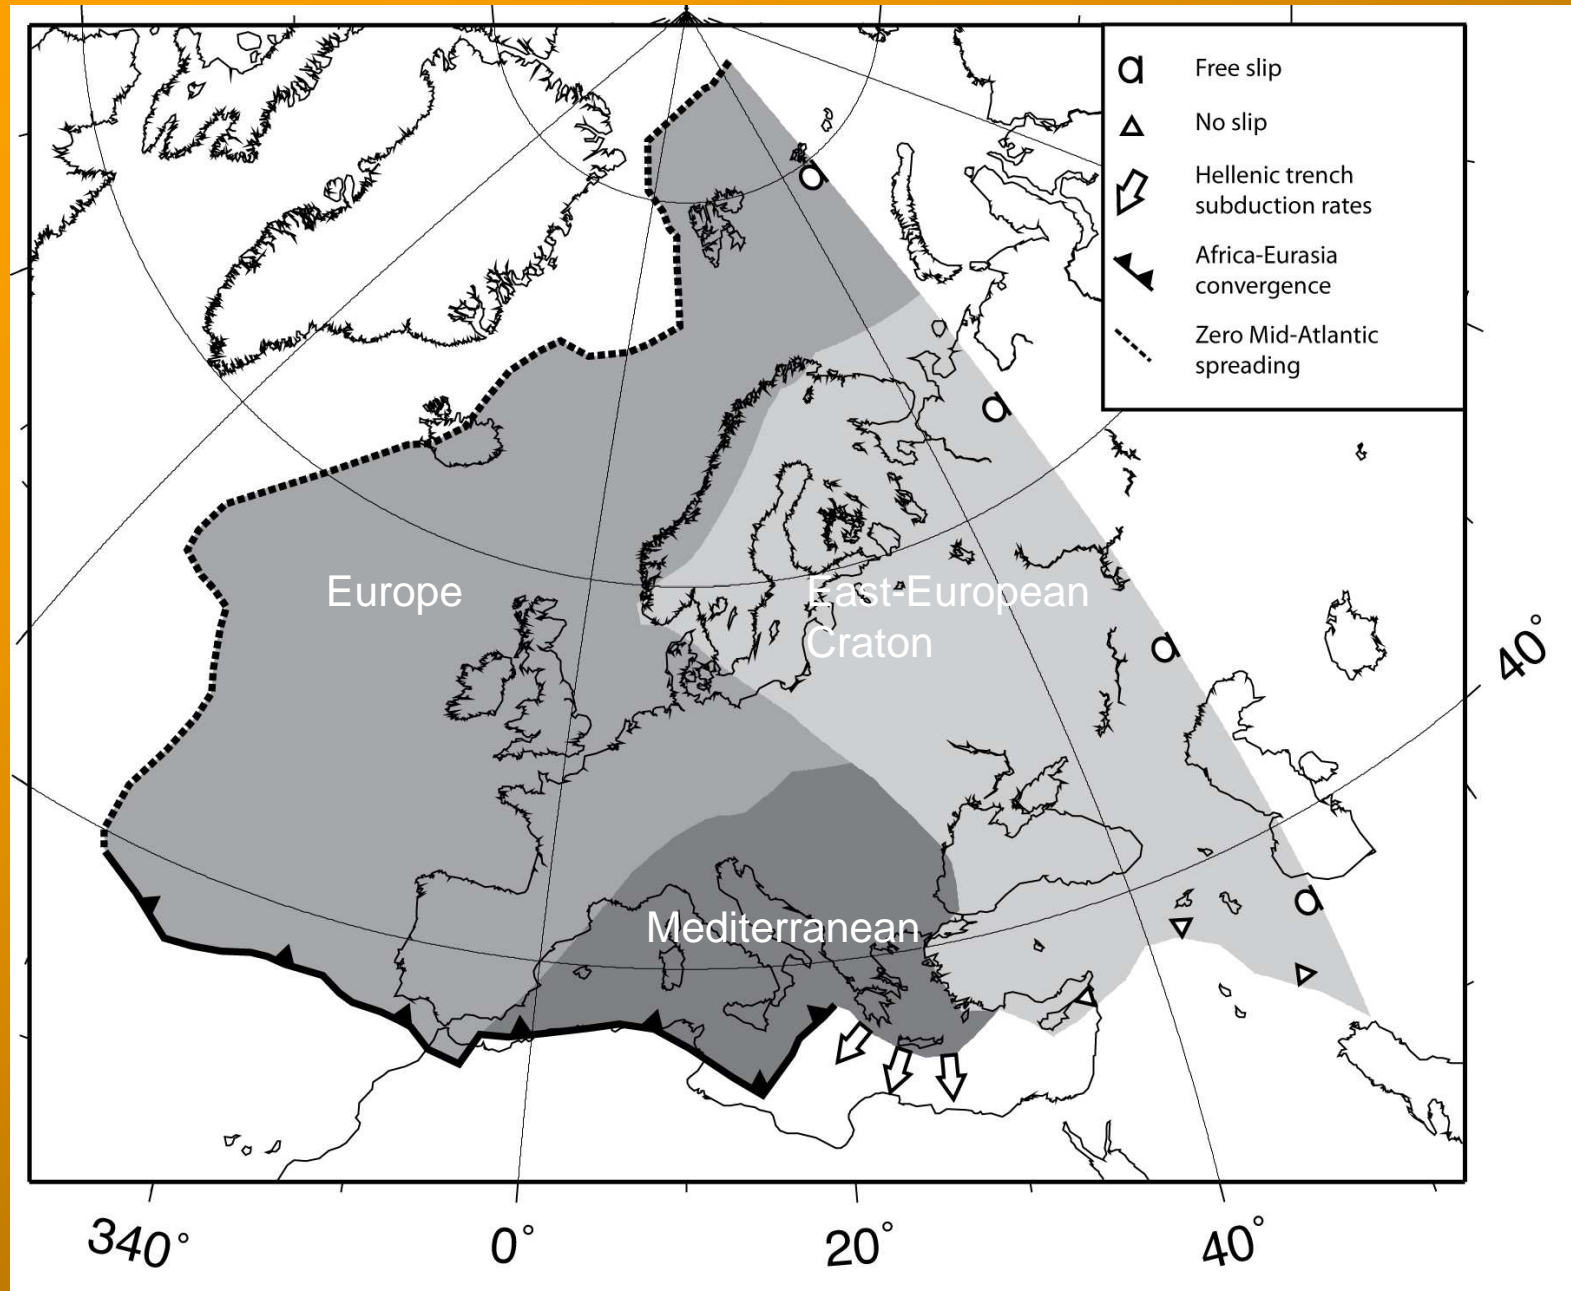 Free slip
No slip
Hellenic trench
subduction rates
Africa-Eurasia
convergence
Zero Mid-Atlantic
spreading
Europe
East-European
Craton
Mediterranean
40°
340°
0°
20°
40°